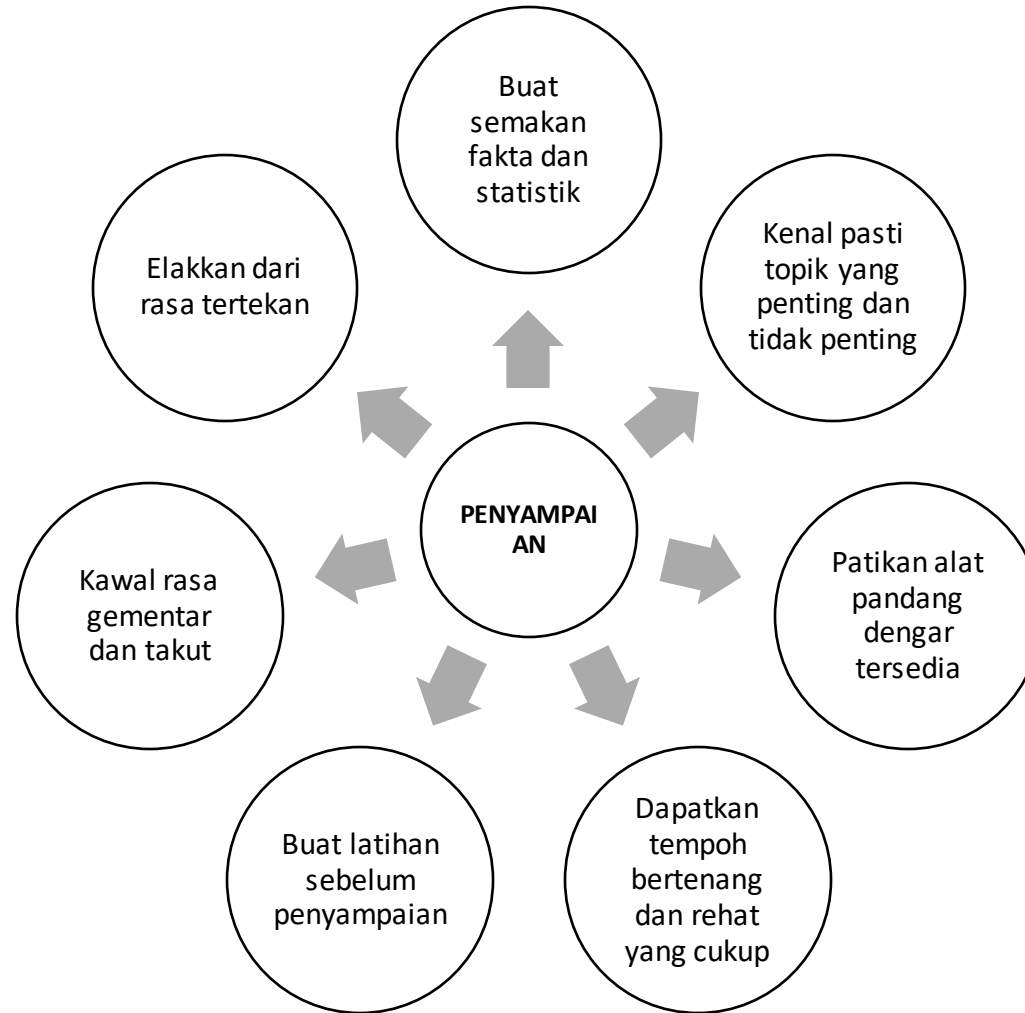 Buat
semakan
fakta dan
statistik
Kenal pasti
topik yang
penting dan
tidak penting
Patikan alat
pandang
dengar
tersedia
Dapatkan
tempoh
bertenang
dan rehat
yang cukup
Buat latihan
sebelum
penyampaian
Kawal rasa
gementar
dan takut
Elakkan dari
rasa tertekan
PENYAMPAI
AN